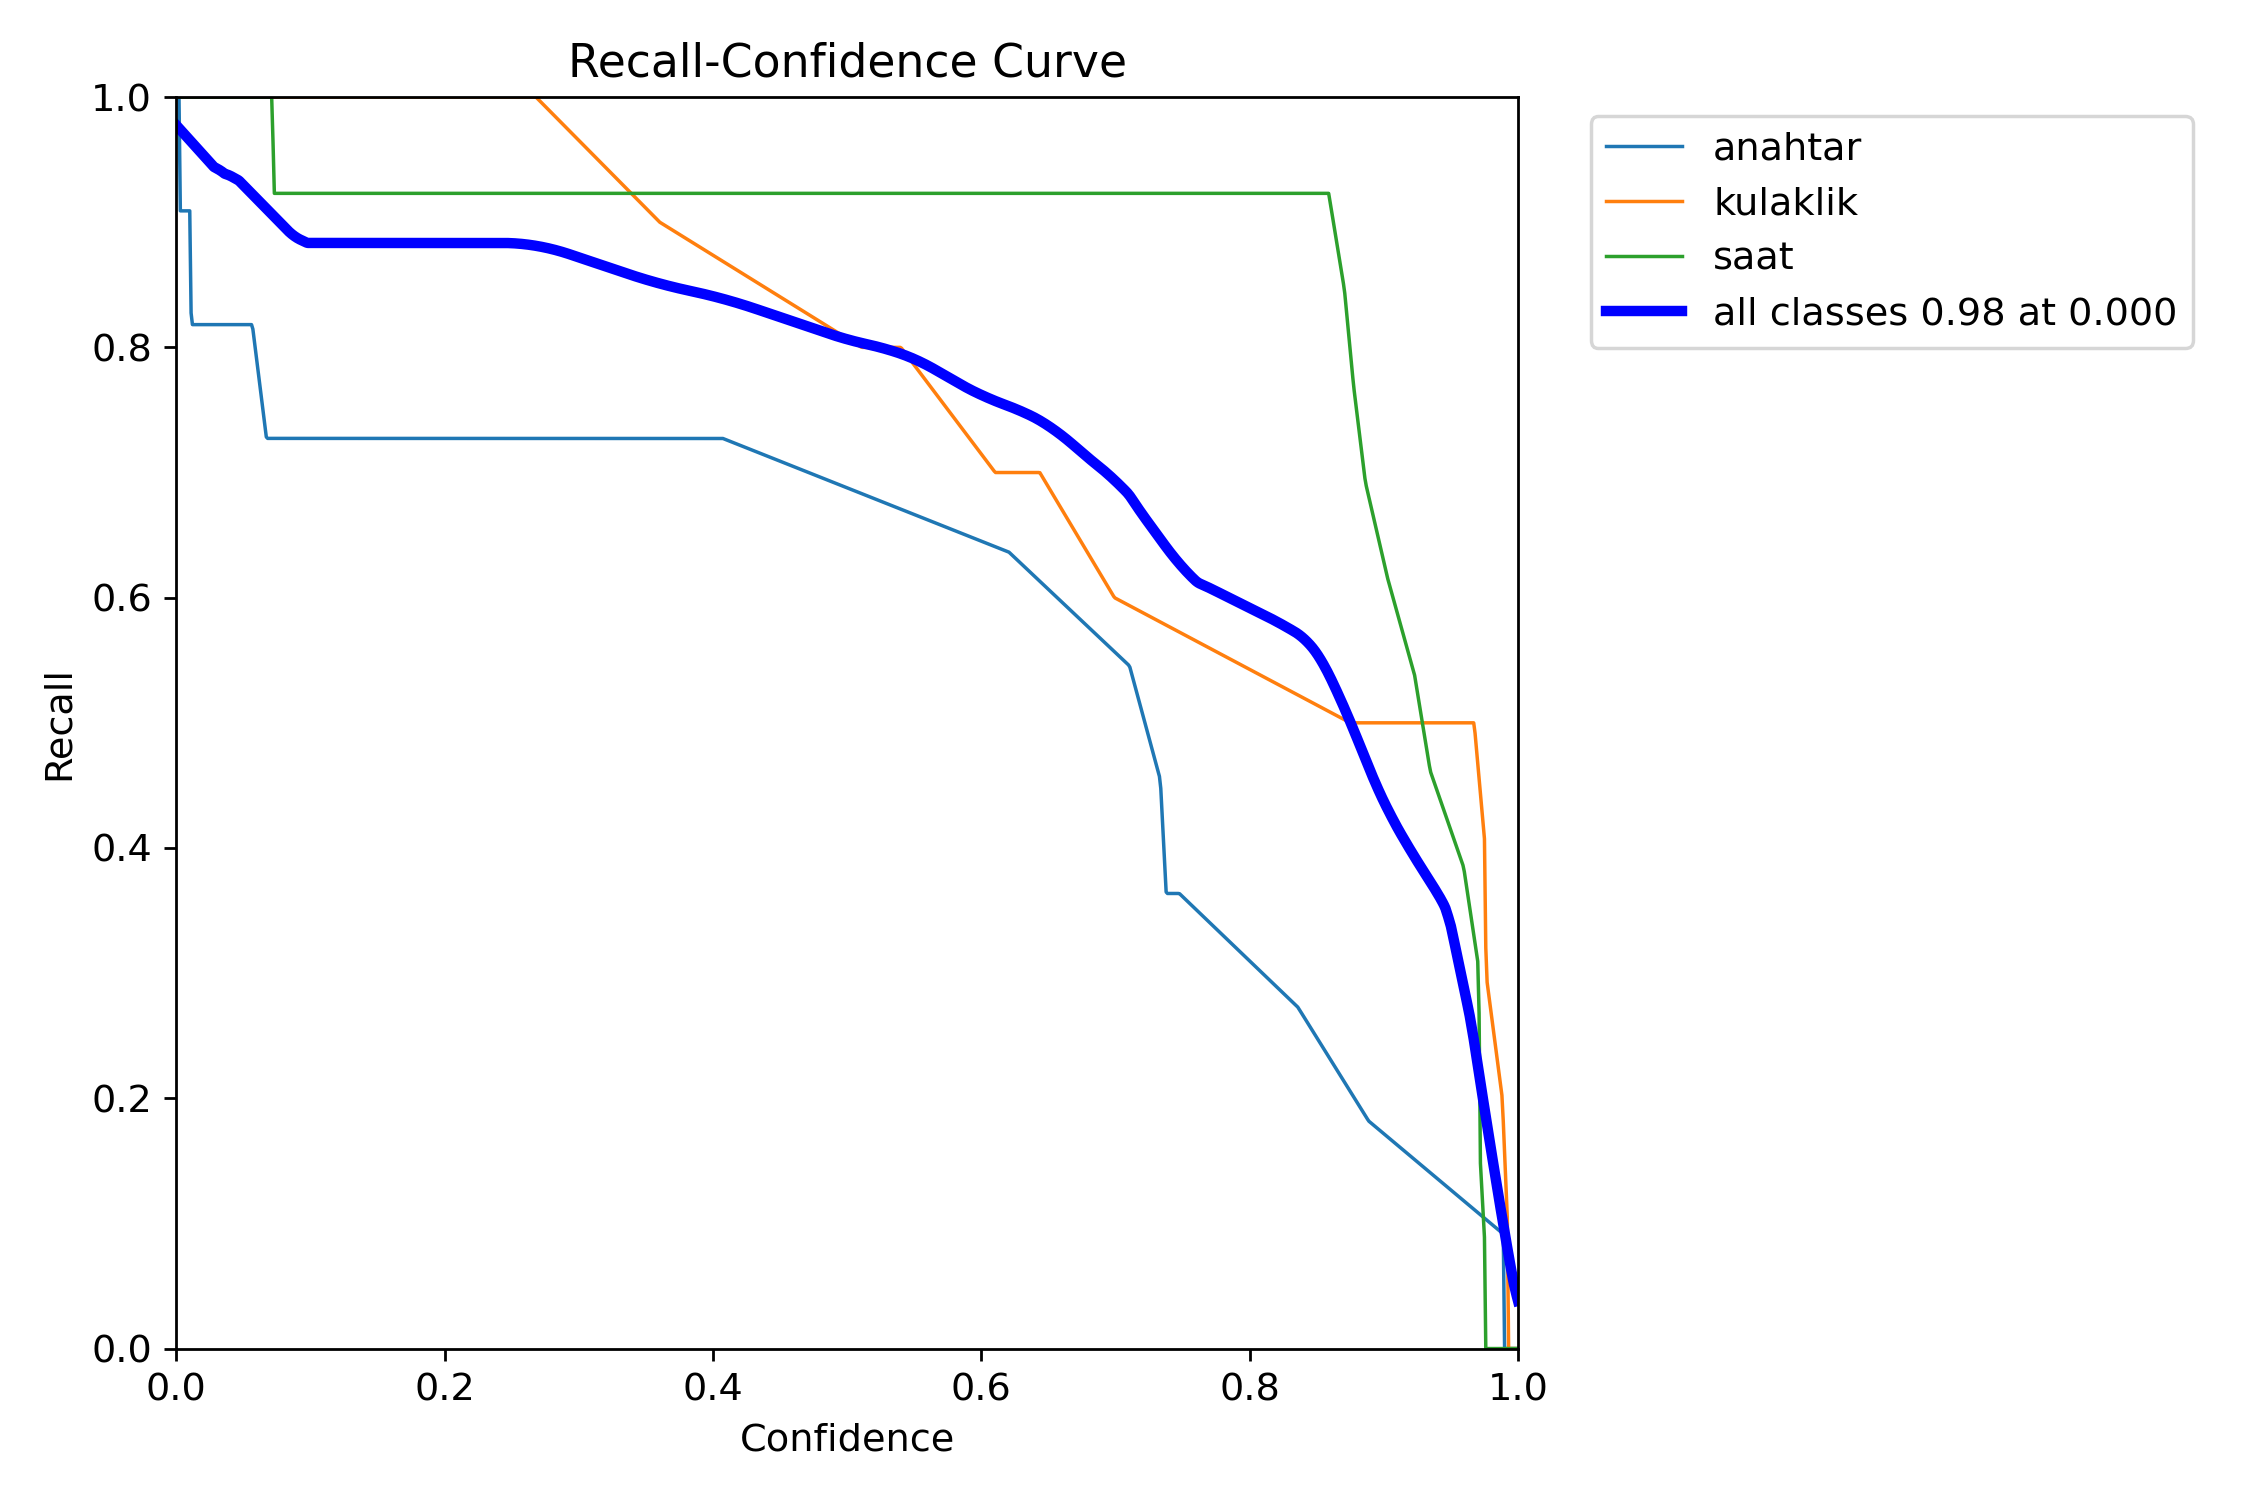 Recall-Confidence Curve
1.0
0.8
0.6
0.4
0.2
0.0
Recall
0.0 0.2 0.4 0.6 0.8 1.0
Confidence
anahtar
kulaklik
saat
all classes 0.98 at 0.000